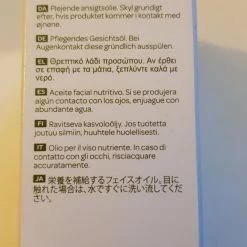 DA Plejende ansigtsolie. Skyl grundigt
efter, hvis produktet kommer i kontakt med
øjnene.
DE Pflegendes Gesichtsöl. Bei
Augenkontakt diese gründlich ausspülen.
EL Θρεπτικό λάδι προσώπου. Αν έρθει
σε επαφή με τα μάτια, ξεπλύντε καλά με
νερό.
ES Aceite facial nutritivo. Si se produjera
algún contacto con los ojos, enjuague con
abundante agua.
FI Ravitseva kasvoöljy. Jos tuotetta
joutuu silmiin, huuhtele huolellisesti.
IT Olio per il viso nutriente. In caso di
contatto con gli occhi, risciacquare
accuratamente.
JA 栄養を補給するフェイスオイル。目に
触れた場合は、水ですぐに洗い流してくだ
さい。